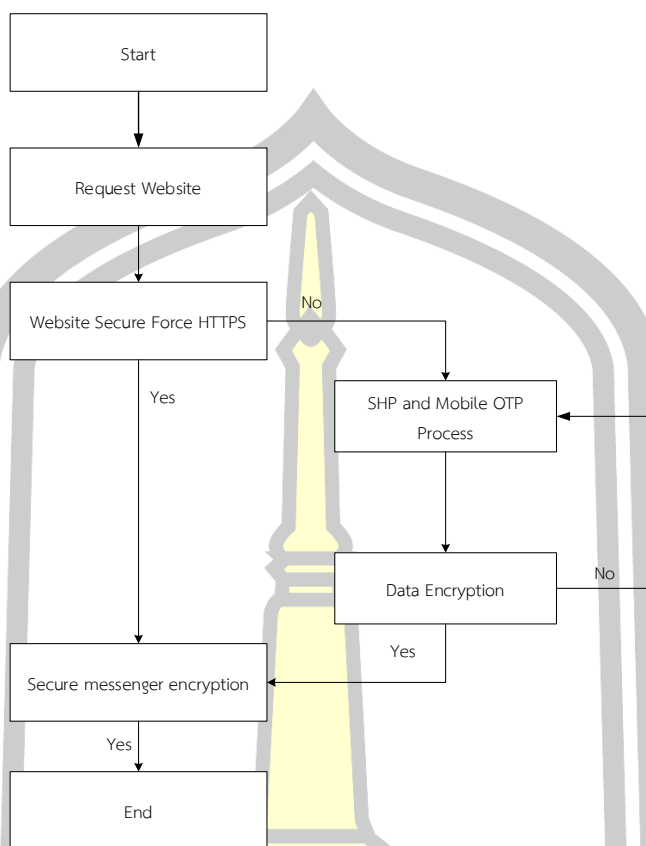 Start
Request Website
Website Secure Force HTTPS
No
Yes
SHP and Mobile OTP
Process
Data Encryption
No
Yes
Secure messenger encryption
Yes
End